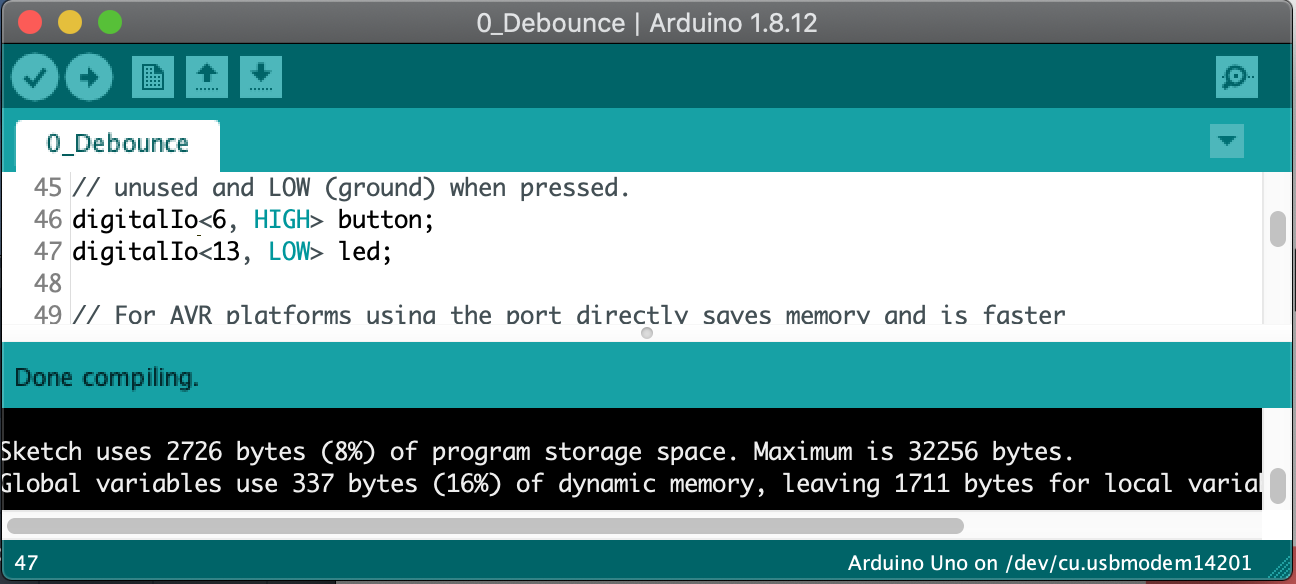 0_Debounce | Arduino 1.8.12
0_Debounce
45 // unused and LOW (ground) when pressed.
46 digitalIo<6, HIGH> button;
47 digitalIo<13, LOW> led;
48
49 // For AVR platforms using the port directly saves memory and is faster
Done compiling.
Sketch uses 2726 bytes (8%) of program storage space. Maximum is 32256 bytes.
Global variables use 337 bytes (16%) of dynamic memory, leaving 1711 bytes for local varia
47
Arduino Uno on /dev/cu.usbmodem14201